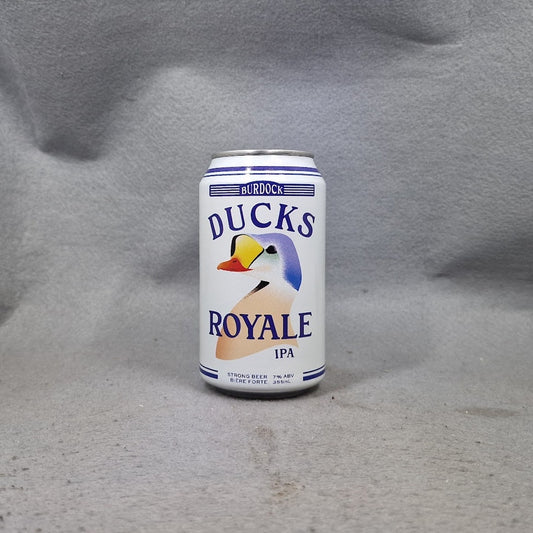 BURDOCK
DUCKS
ROYALE
IPA
STRONG BEER 7% ABV
BIÈRE FORTE 355mL